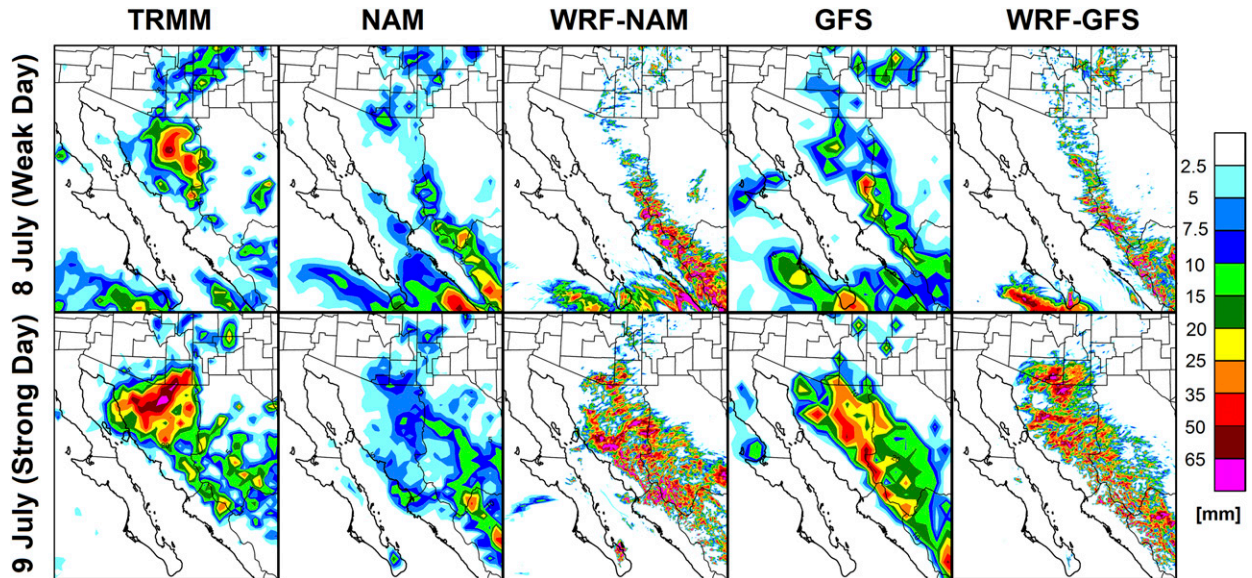 TRMM NAM WRF-NAM GFS WRF-GFS
8 July (Weak Day)
9 July (Strong Day)
2.5
5
7.5
10
15
20
25
35
50
65
[mm]